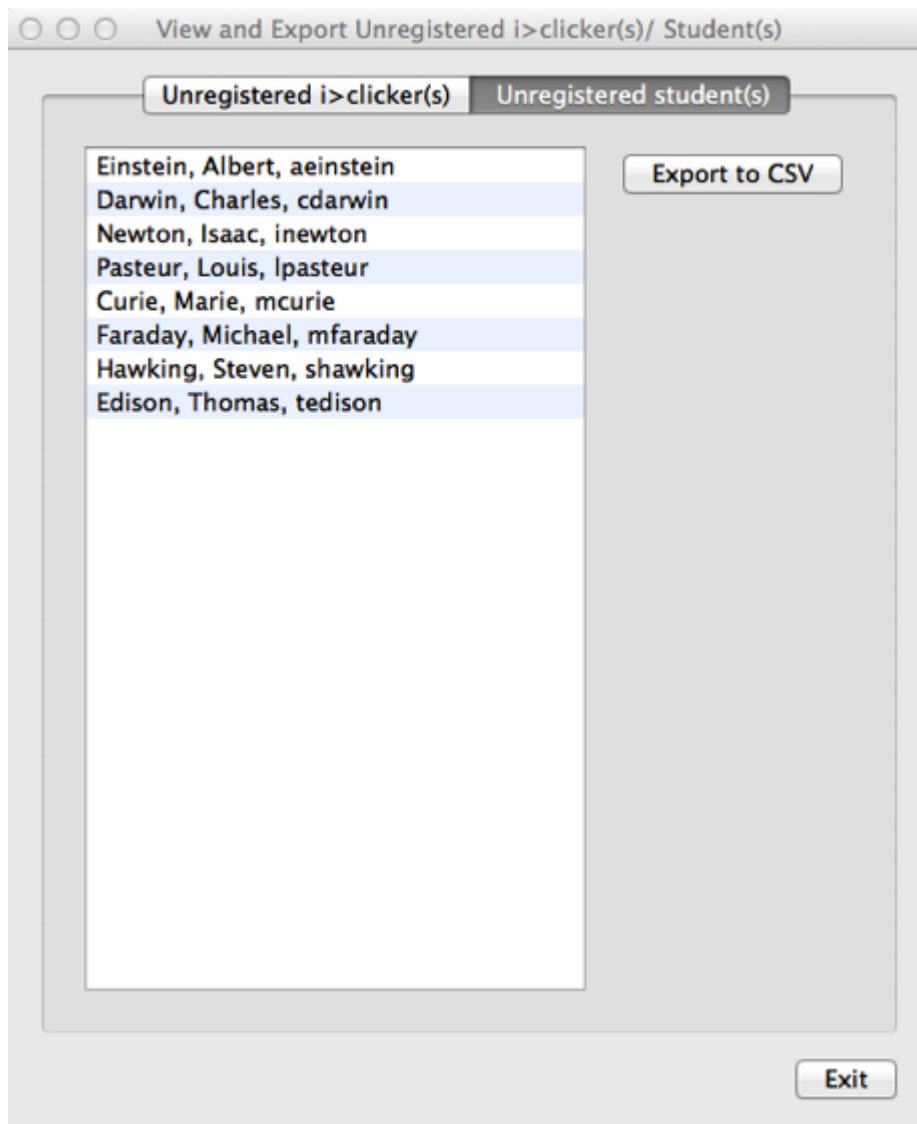 View and Export Unregistered i>clicker(s)/ Student(s)
Unregistered i>clicker(s) Unregistered student(s)
Einstein, Albert, aeinstein
Export to CSV
Darwin, Charles, cdarwin
Newton, Isaac, inewton
Pasteur, Louis, lpasteur
Curie, Marie, mcurie
Faraday, Michael, mfaraday
Hawking, Steven, shawking
Edison, Thomas, tedison
Exit